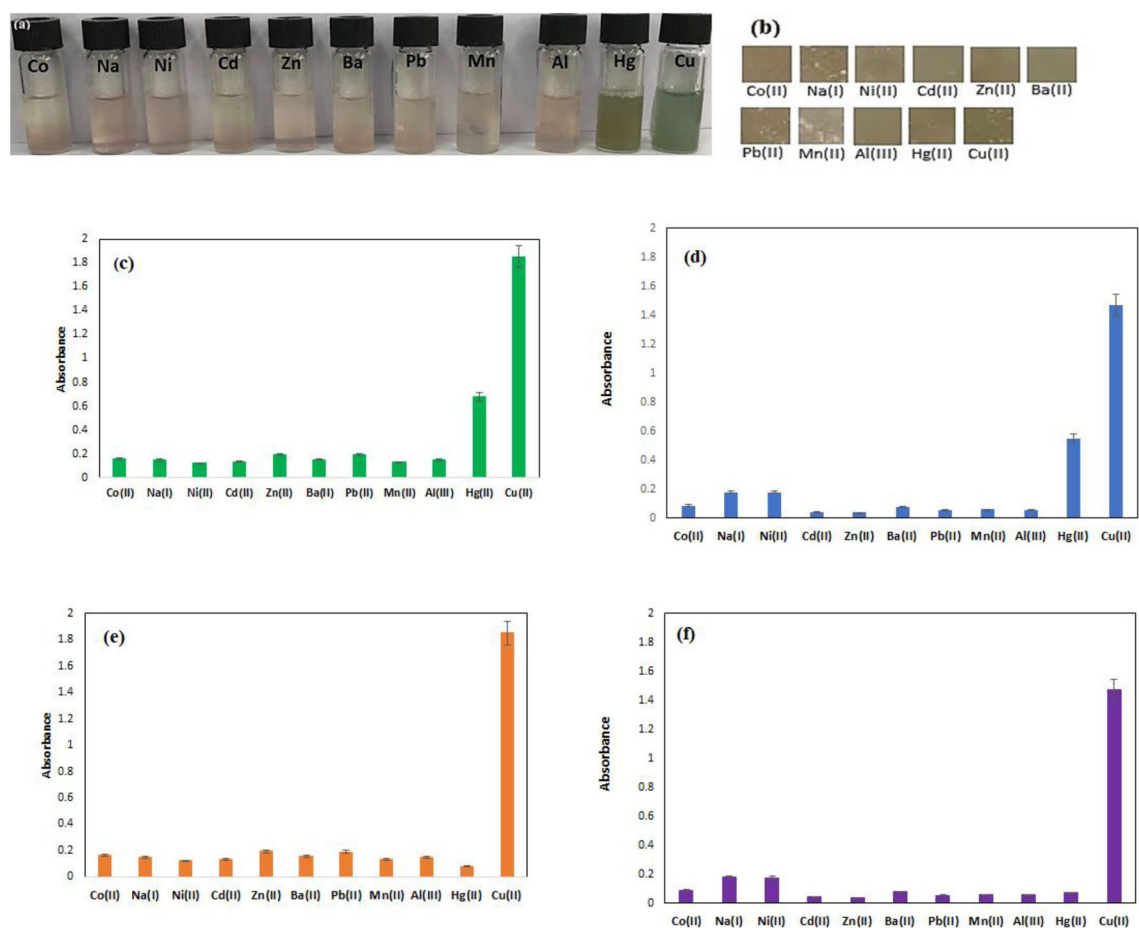 (a)
Co Na Ni Cd Zn Ba Pb Mn Al Hg Cu
(b)
Co(II) Na(I) Ni(II) Cd(II) Zn(II) Ba(II)
Pb(II) Mn(II) Al(III) Hg(II) Cu(II)
(c)
Absorbance
2
1.8
1.6
1.4
1.2
1
0.8
0.6
0.4
0.2
0
Co(II) Na(I) Ni(II) Cd(II) Zn(II) Ba(II) Pb(II) Mn(II) Al(III) Hg(II) Cu(II)
(d)
Absorbance
2
1.8
1.6
1.4
1.2
1
0.8
0.6
0.4
0.2
0
Co(II) Na(I) Ni(II) Cd(II) Zn(II) Ba(II) Pb(II) Mn(II) Al(III) Hg(II) Cu(II)
(e)
Absorbance
2
1.8
1.6
1.4
1.2
1
0.8
0.6
0.4
0.2
0
Co(II) Na(I) Ni(II) Cd(II) Zn(II) Ba(II) Pb(II) Mn(II) Al(III) Hg(II) Cu(II)
(f)
Absorbance
2
1.8
1.6
1.4
1.2
1
0.8
0.6
0.4
0.2
0
Co(II) Na(I) Ni(II) Cd(II) Zn(II) Ba(II) Pb(II) Mn(II) Al(III) Hg(II) Cu(II)